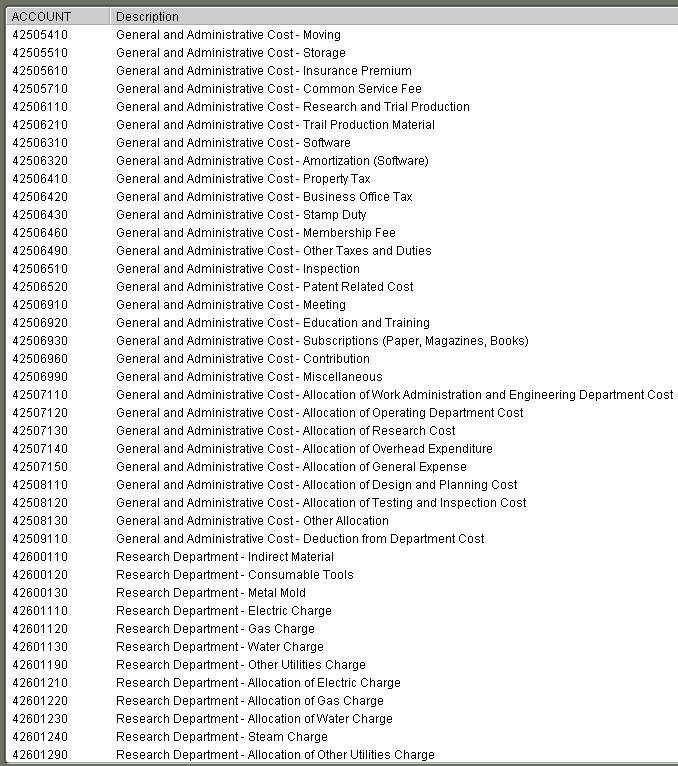 ACCOUNT Description
42505410 General and Administrative Cost - Moving
42505510 General and Administrative Cost - Storage
42505610 General and Administrative Cost - Insurance Premium
42505710 General and Administrative Cost - Common Service Fee
42506110 General and Administrative Cost - Research and Trial Production
42506210 General and Administrative Cost - Trail Production Material
42506310 General and Administrative Cost - Software
42506320 General and Administrative Cost - Amortization (Software)
42506410 General and Administrative Cost - Property Tax
42506420 General and Administrative Cost - Business Office Tax
42506430 General and Administrative Cost - Stamp Duty
42506460 General and Administrative Cost - Membership Fee
42506490 General and Administrative Cost - Other Taxes and Duties
42506510 General and Administrative Cost - Inspection
42506520 General and Administrative Cost - Patent Related Cost
42506910 General and Administrative Cost - Meeting
42506920 General and Administrative Cost - Education and Training
42506930 General and Administrative Cost - Subscriptions (Paper, Magazines, Books)
42506960 General and Administrative Cost - Contribution
42506990 General and Administrative Cost - Miscellaneous
42507110 General and Administrative Cost - Allocation of Work Administration and Engineering Department Cost
42507120 General and Administrative Cost - Allocation of Operating Department Cost
42507130 General and Administrative Cost - Allocation of Research Cost
42507140 General and Administrative Cost - Allocation of Overhead Expenditure
42507150 General and Administrative Cost - Allocation of General Expense
42508110 General and Administrative Cost - Allocation of Design and Planning Cost
42508120 General and Administrative Cost - Allocation of Testing and Inspection Cost
42508130 General and Administrative Cost - Other Allocation
42509110 General and Administrative Cost - Deduction from Department Cost
42600110 Research Department - Indirect Material
42600120 Research Department - Consumable Tools
42600130 Research Department - Metal Mold
42601110 Research Department - Electric Charge
42601120 Research Department - Gas Charge
42601130 Research Department - Water Charge
42601190 Research Department - Other Utilities Charge
42601210 Research Department - Allocation of Electric Charge
42601220 Research Department - Allocation of Gas Charge
42601230 Research Department - Allocation of Water Charge
42601240 Research Department - Steam Charge
42601290 Research Department - Allocation of Other Utilities Charge